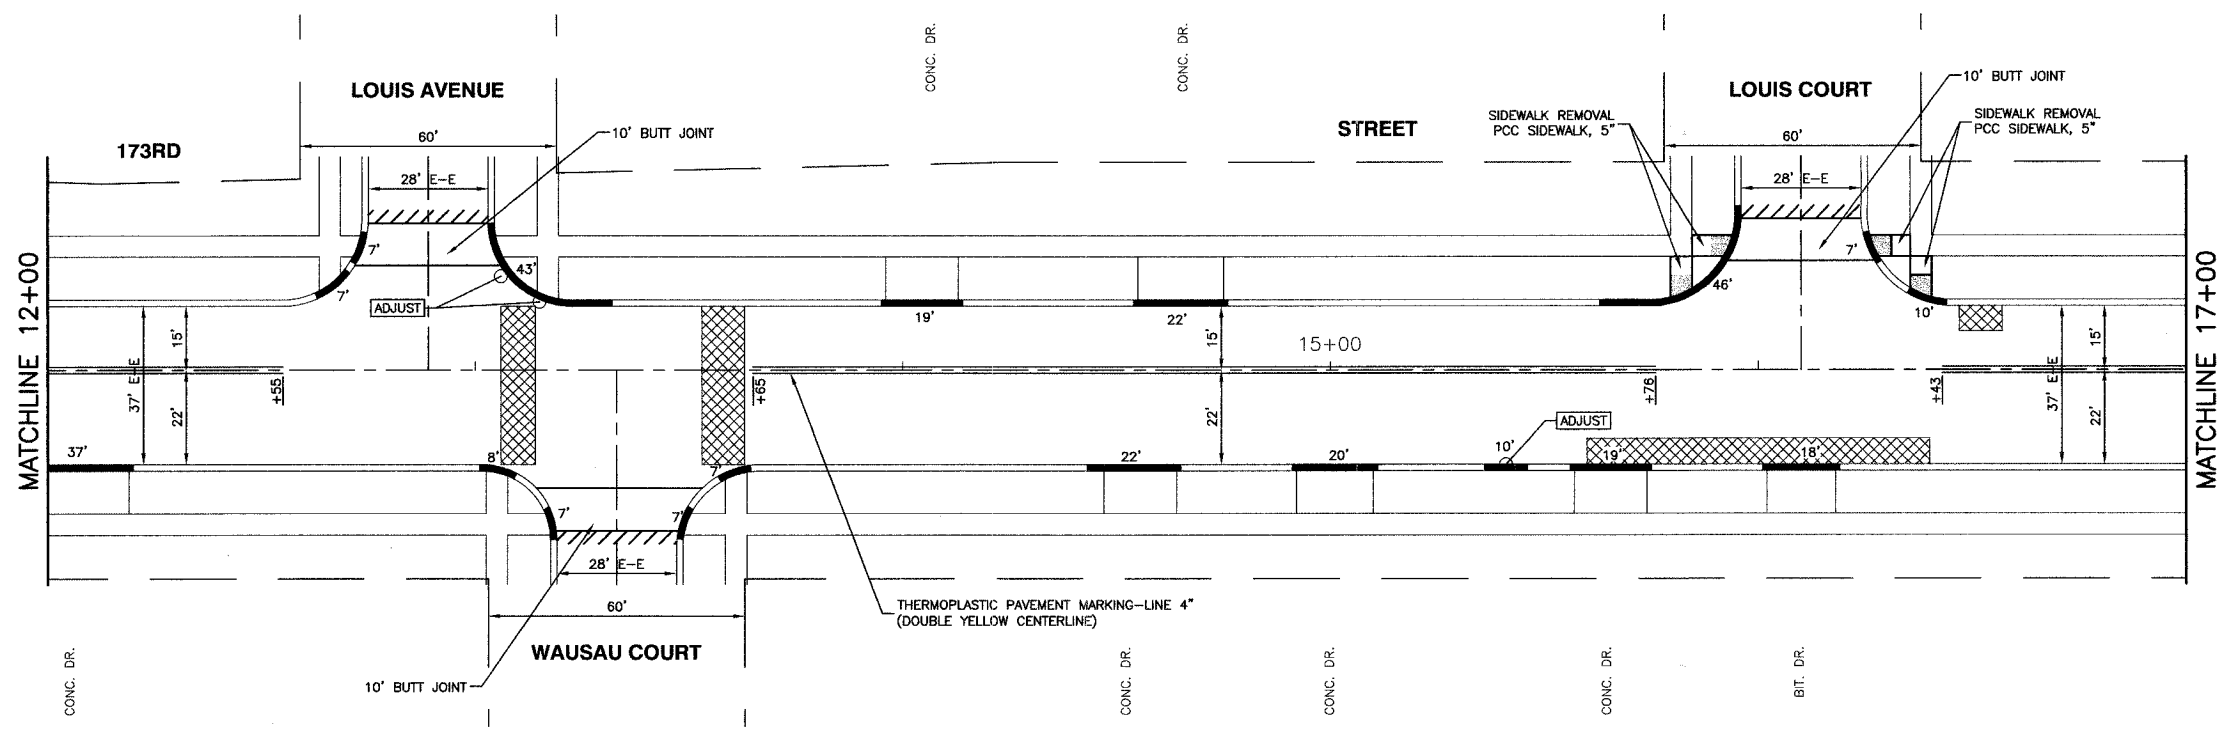 CONC. DR.
CONC. DR.
LOUIS AVENUE
LOUIS COURT
10' BUTT JOINT
173RD
STREET
60'
10' BUTT JOINT
SIDEWALK REMOVAL
PCC SIDEWALK, 5"
60'
SIDEWALK REMOVAL
PCC SIDEWALK, 5"
28' E-E
28' E-E
MATCHLINE 12+00
7'
7'
43'
ADJUST
19'
22'
46'
7'
10'
MATCHLINE 17+00
15'
37' E-E
22'
+55
+65
15'
22'
15+00
+76
+43
37' E-E
15'
22'
37'
8'
7'
7'
7'
22'
20'
10'
ADJUST
19'
18'
28' E-E
60'
THERMOPLASTIC PAVEMENT MARKING-LINE 4"
(DOUBLE YELLOW CENTERLINE)
WAUSAU COURT
10' BUTT JOINT
CONC. DR.
CONC. DR.
CONC. DR.
CONC. DR.
BIT. DR.